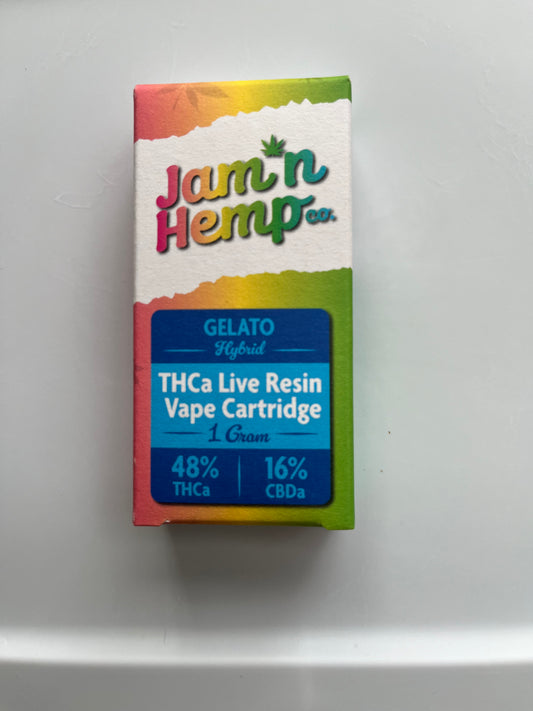 Jam'n
Hemp co.
GELATO
Hybrid
THCa Live Resin
Vape Cartridge
1 Gram
48% 16%
THCa CBDa